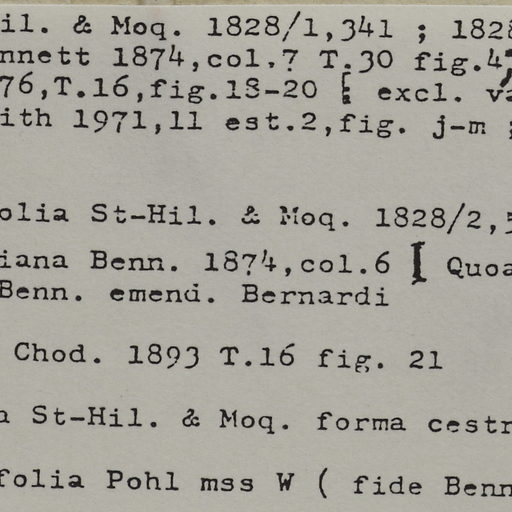 il. & Moq. 1828/1,341 ; 1828
nnett 1874,col.7 T.30 fig.47
76,T.16,fig.18-20 [ excl. va
ith 1971,11 est.2,fig. j-m ;
olia St-Hil. & Moq. 1828/2,5
iana Benn. 1874,col.6 [ Quoa
Benn. emend. Bernardi
Chod. 1893 T.16 fig. 21
a St-Hil. & Moq. forma cestr
folia Pohl mss W ( fide Benn